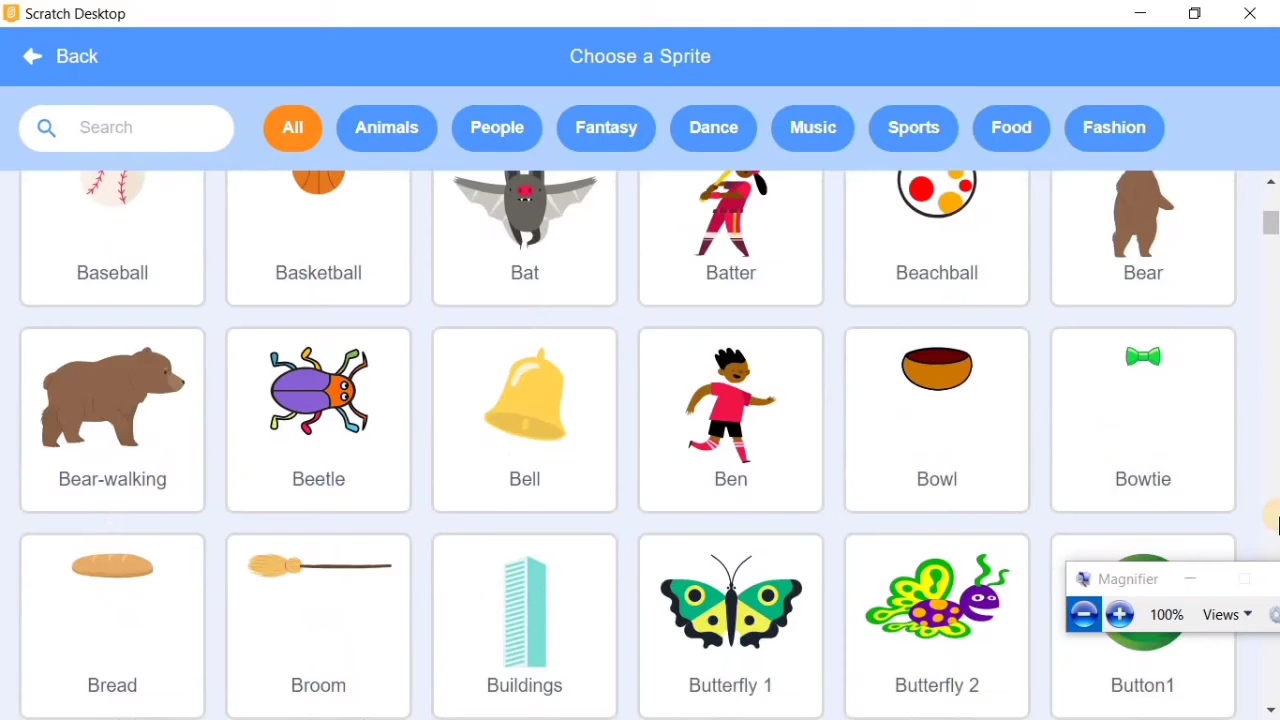 Scratch Desktop
Back
Choose a Sprite
Search
All
Animals
People
Fantasy
Dance
Music
Sports
Food
Fashion
Baseball
Basketball
Bat
Batter
Beachball
Bear
Bear-walking
Beetle
Bell
Ben
Bowl
Bowtie
Magnifier
100%
Views
Bread
Broom
Buildings
Butterfly 1
Butterfly 2
Button1